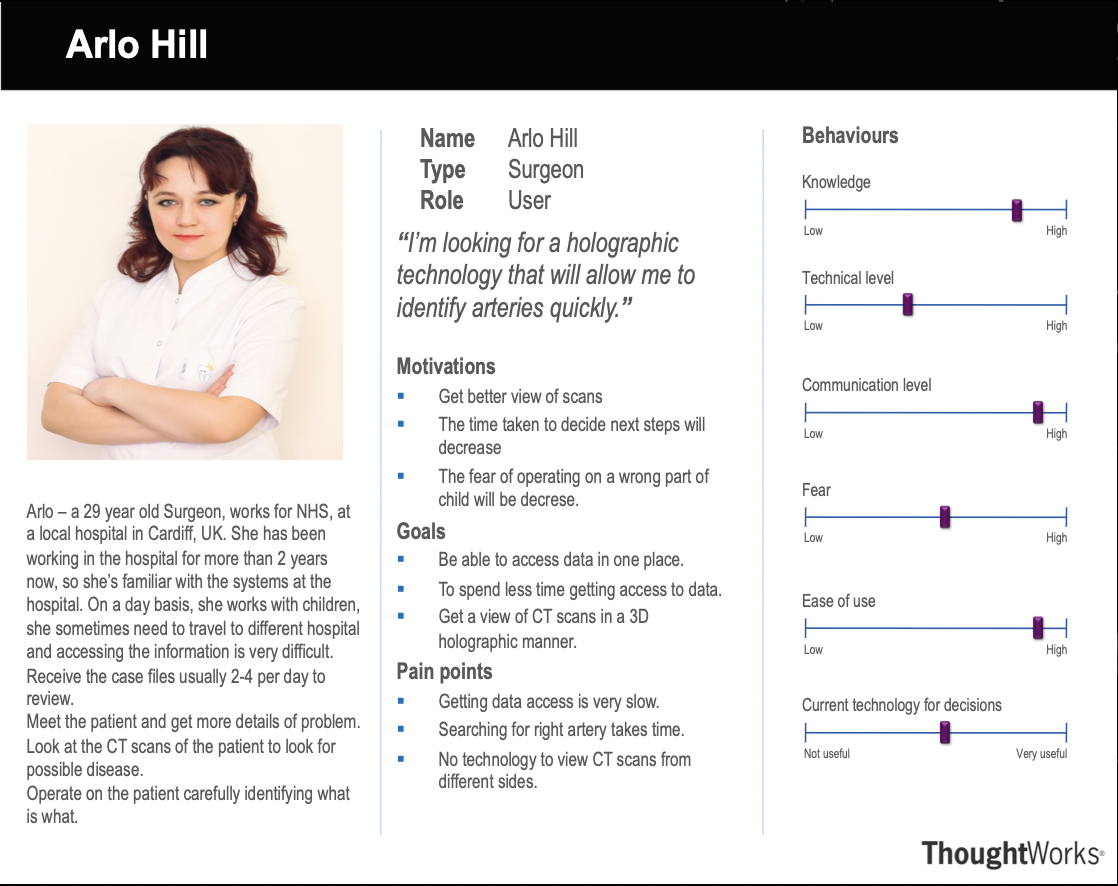 Arlo Hill
Arlo – a 29 year old Surgeon, works for NHS, at
a local hospital in Cardiff, UK. She has been
working in the hospital for more than 2 years
now, so she’s familiar with the systems at the
hospital. On a day basis, she works with children,
she sometimes need to travel to different hospital
and accessing the information is very difficult.
Receive the case files usually 2-4 per day to
review.
Meet the patient and get more details of problem.
Look at the CT scans of the patient to look for
possible disease.
Operate on the patient carefully identifying what
is what.
Name Arlo Hill
Type Surgeon
Role User
“I’m looking for a holographic
technology that will allow me to
identify arteries quickly.”
Motivations
▪ Get better view of scans
▪ The time taken to decide next steps will
decrease
▪ The fear of operating on a wrong part of
child will be decrese.
Goals
▪ Be able to access data in one place.
▪ To spend less time getting access to data.
▪ Get a view of CT scans in a 3D
holographic manner.
Pain points
▪ Getting data access is very slow.
▪ Searching for right artery takes time.
▪ No technology to view CT scans from
different sides.
Behaviours
Knowledge
Low High
Technical level
Low High
Communication level
Low High
Fear
Low High
Ease of use
Low High
Current technology for decisions
Not useful Very useful
ThoughtWorks®